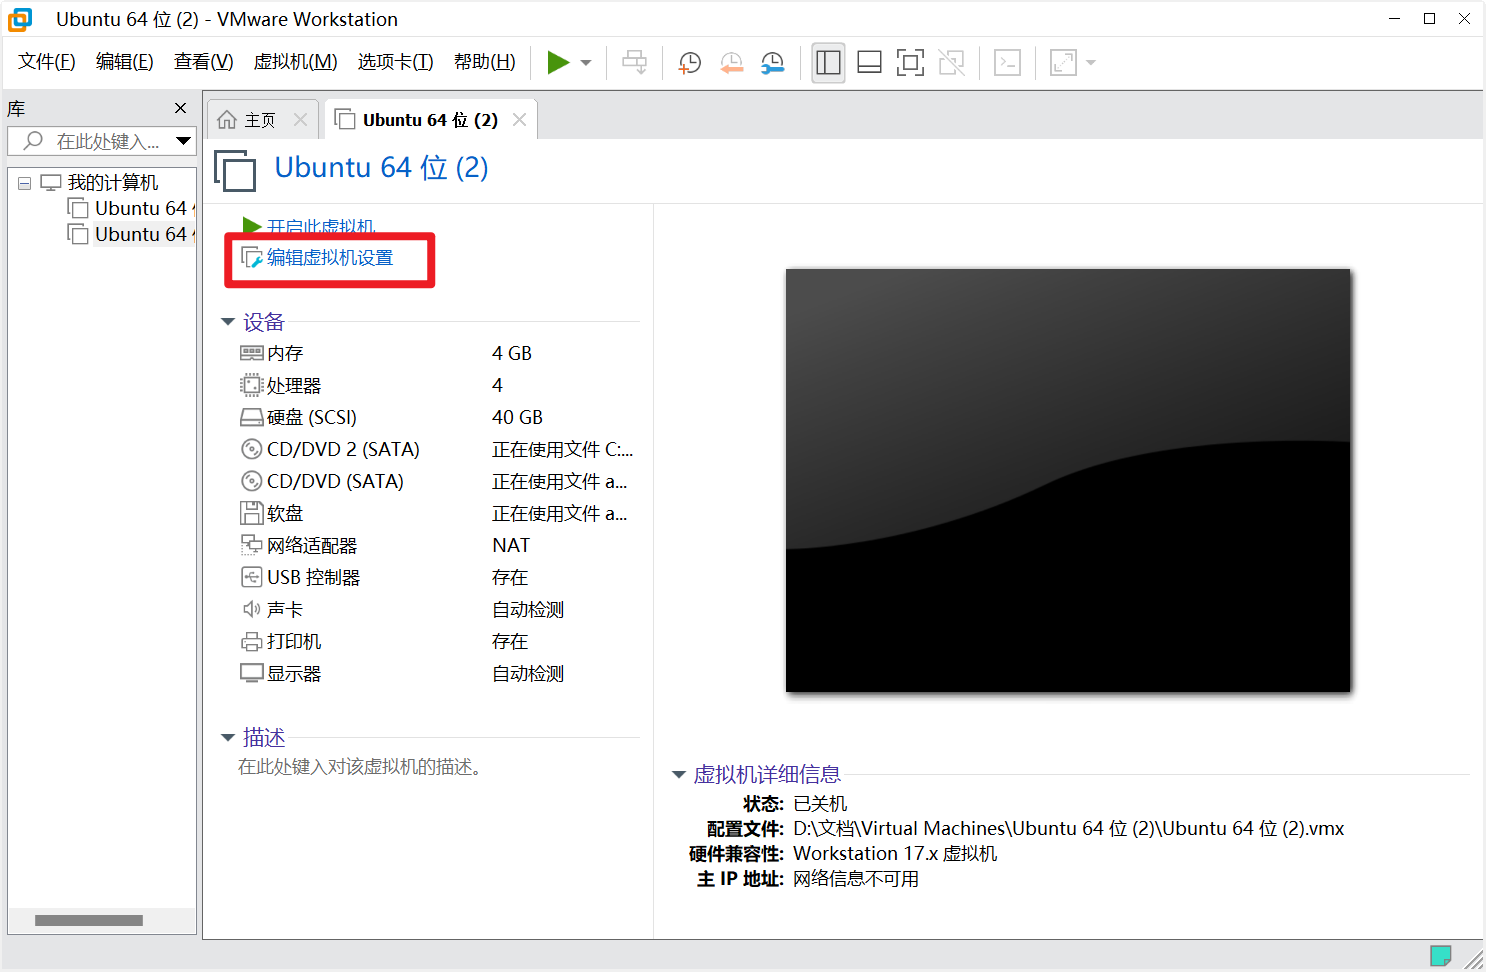 Ubuntu 64 位 (2) - VMware Workstation
文件(F) 编辑(E) 查看(V) 虚拟机(M) 选项卡(T) 帮助(H)
库
在此处键入...
我的计算机
Ubuntu 64
Ubuntu 64
主页
Ubuntu 64 位 (2)
Ubuntu 64 位 (2)
开启此虚拟机
编辑虚拟机设置
设备
内存 4 GB
处理器 4
硬盘 (SCSI) 40 GB
CD/DVD 2 (SATA) 正在使用文件 C:...
CD/DVD (SATA) 正在使用文件 a...
软盘 正在使用文件 a...
网络适配器 NAT
USB 控制器 存在
声卡 自动检测
打印机 存在
显示器 自动检测
描述
在此处键入对该虚拟机的描述。
虚拟机详细信息
状态: 已关机
配置文件: D:\文档\Virtual Machines\Ubuntu 64 位 (2)\Ubuntu 64 位 (2).vmx
硬件兼容性: Workstation 17.x 虚拟机
主 IP 地址: 网络信息不可用